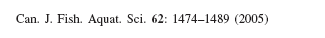 Can. J. Fish. Aquat. Sci. 62: 1474–1489 (2005)